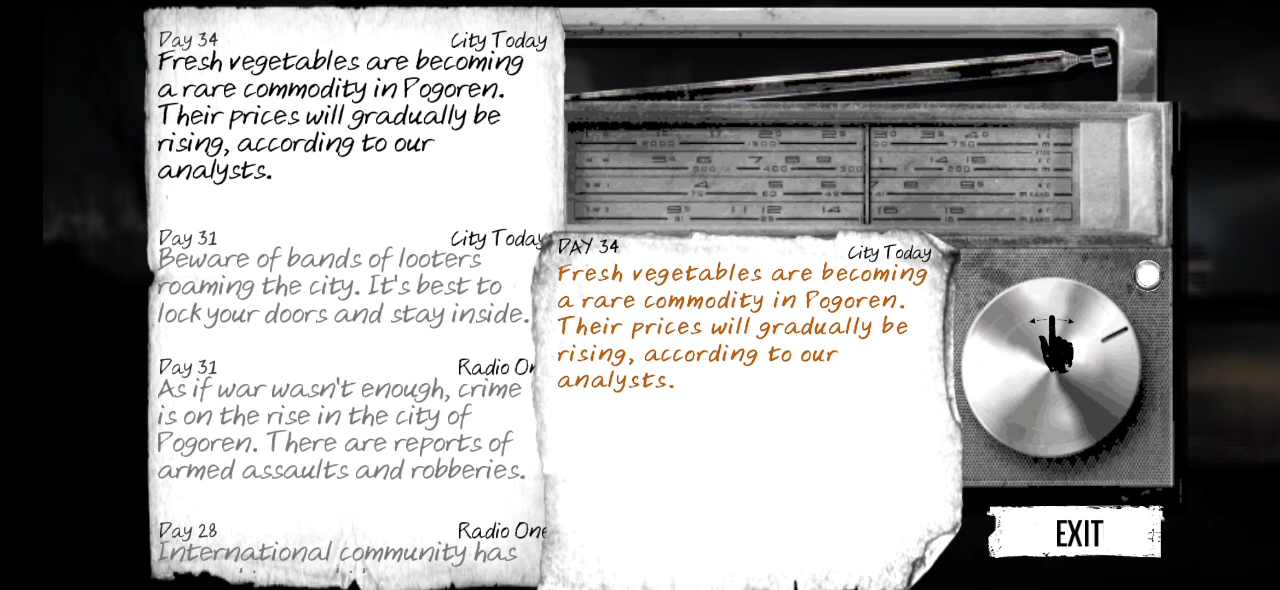 Day 34 City Today
Fresh vegetables are becoming
a rare commodity in Pogoren.
Their prices will gradually be
rising, according to our
analysts.
Day 31 City Today
Beware of bands of looters
roaming the city. It's best to
lock your doors and stay inside.
Day 31 Radio
As if war wasn't enough, crime
is on the rise in the city of
Pogoren. There are reports of
armed assaults and robberies.
Day 28 Radio One
International community has
DAY 34 City Today
Fresh vegetables are becoming
a rare commodity in Pogoren.
Their prices will gradually be
rising, according to our
analysts.
EXIT